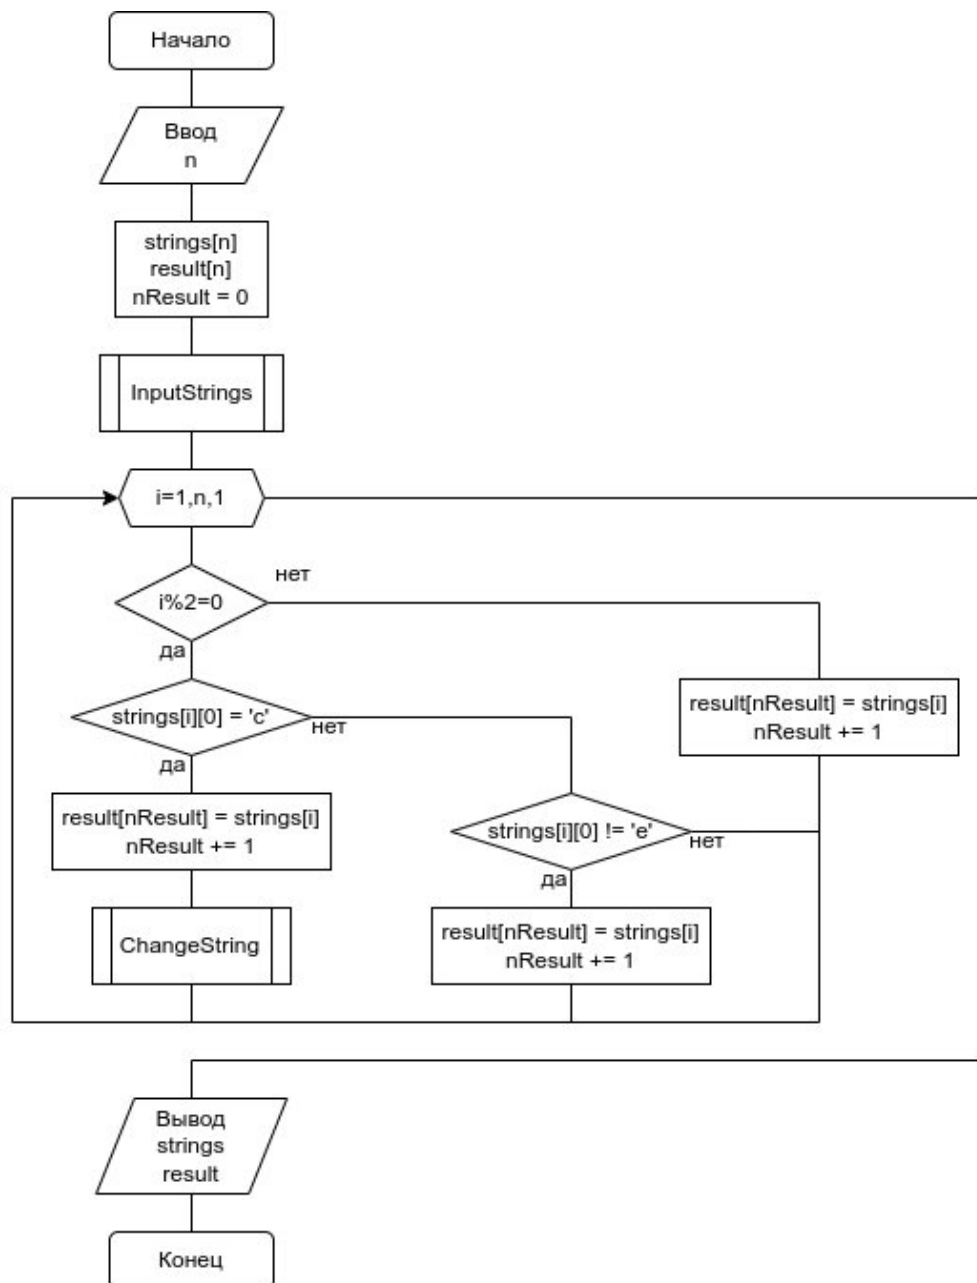 Начало
Ввод
n
strings[n]
result[n]
nResult = 0
InputStrings
i=1,n,1
i%2=0
нет
да
result[nResult] = strings[i]
nResult += 1
strings[i][0] = 'c'
нет
да
result[nResult] = strings[i]
nResult += 1
strings[i][0] != 'e'
нет
да
result[nResult] = strings[i]
nResult += 1
ChangeString
Вывод
strings
result
Конец